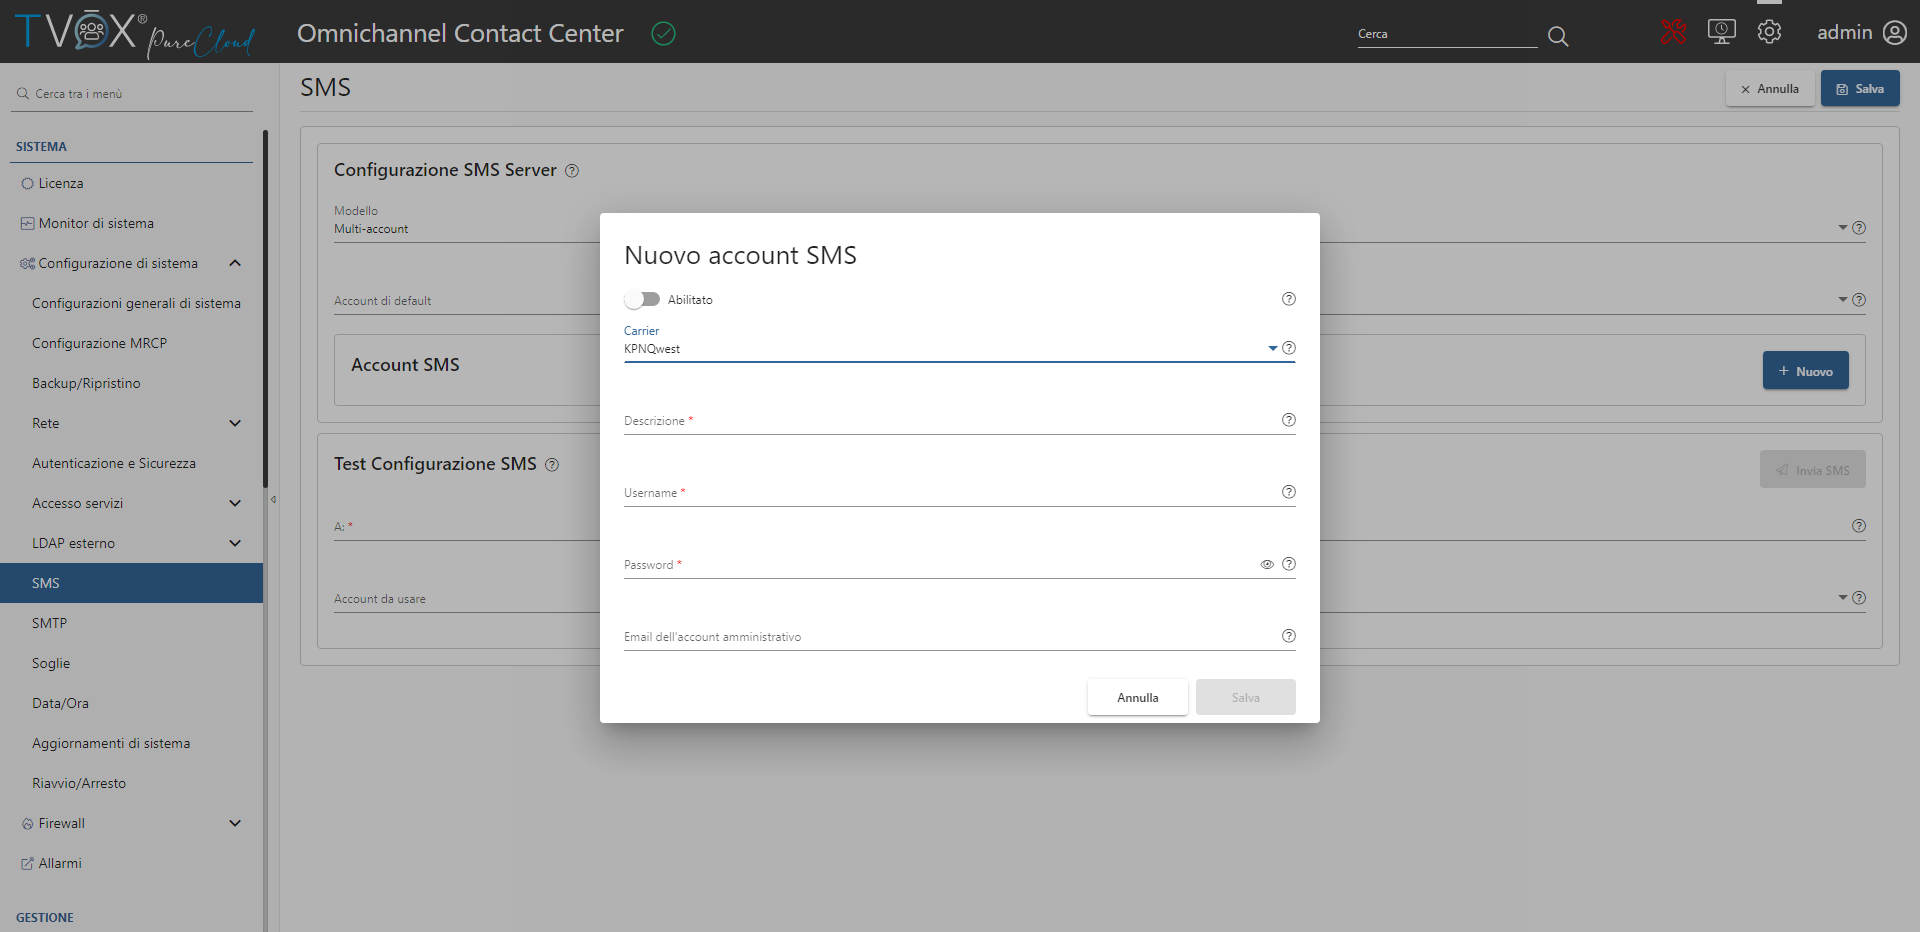 TVOX® PureCloud
Omnichannel Contact Center
Cerca
admin
Cerca tra i menù
SISTEMA
Licenza
Monitor di sistema
Configurazione di sistema
Configurazioni generali di sistema
Configurazione MRCP
Backup/Ripristino
Rete
Autenticazione e Sicurezza
Accesso servizi
LDAP esterno
SMS
SMTP
Soglie
Data/Ora
Aggiornamenti di sistema
Riavvio/Arresto
Firewall
Allarmi
GESTIONE
SMS
Annulla
Salva
Configurazione SMS Server
Modello
Multi-account
Account di default
Account SMS
+ Nuovo
Test Configurazione SMS
Invia SMS
A: *
Account da usare
Nuovo account SMS
Abilitato
Carrier
KPNQwest
Descrizione *
Username *
Password *
Email dell'account amministrativo
Annulla
Salva